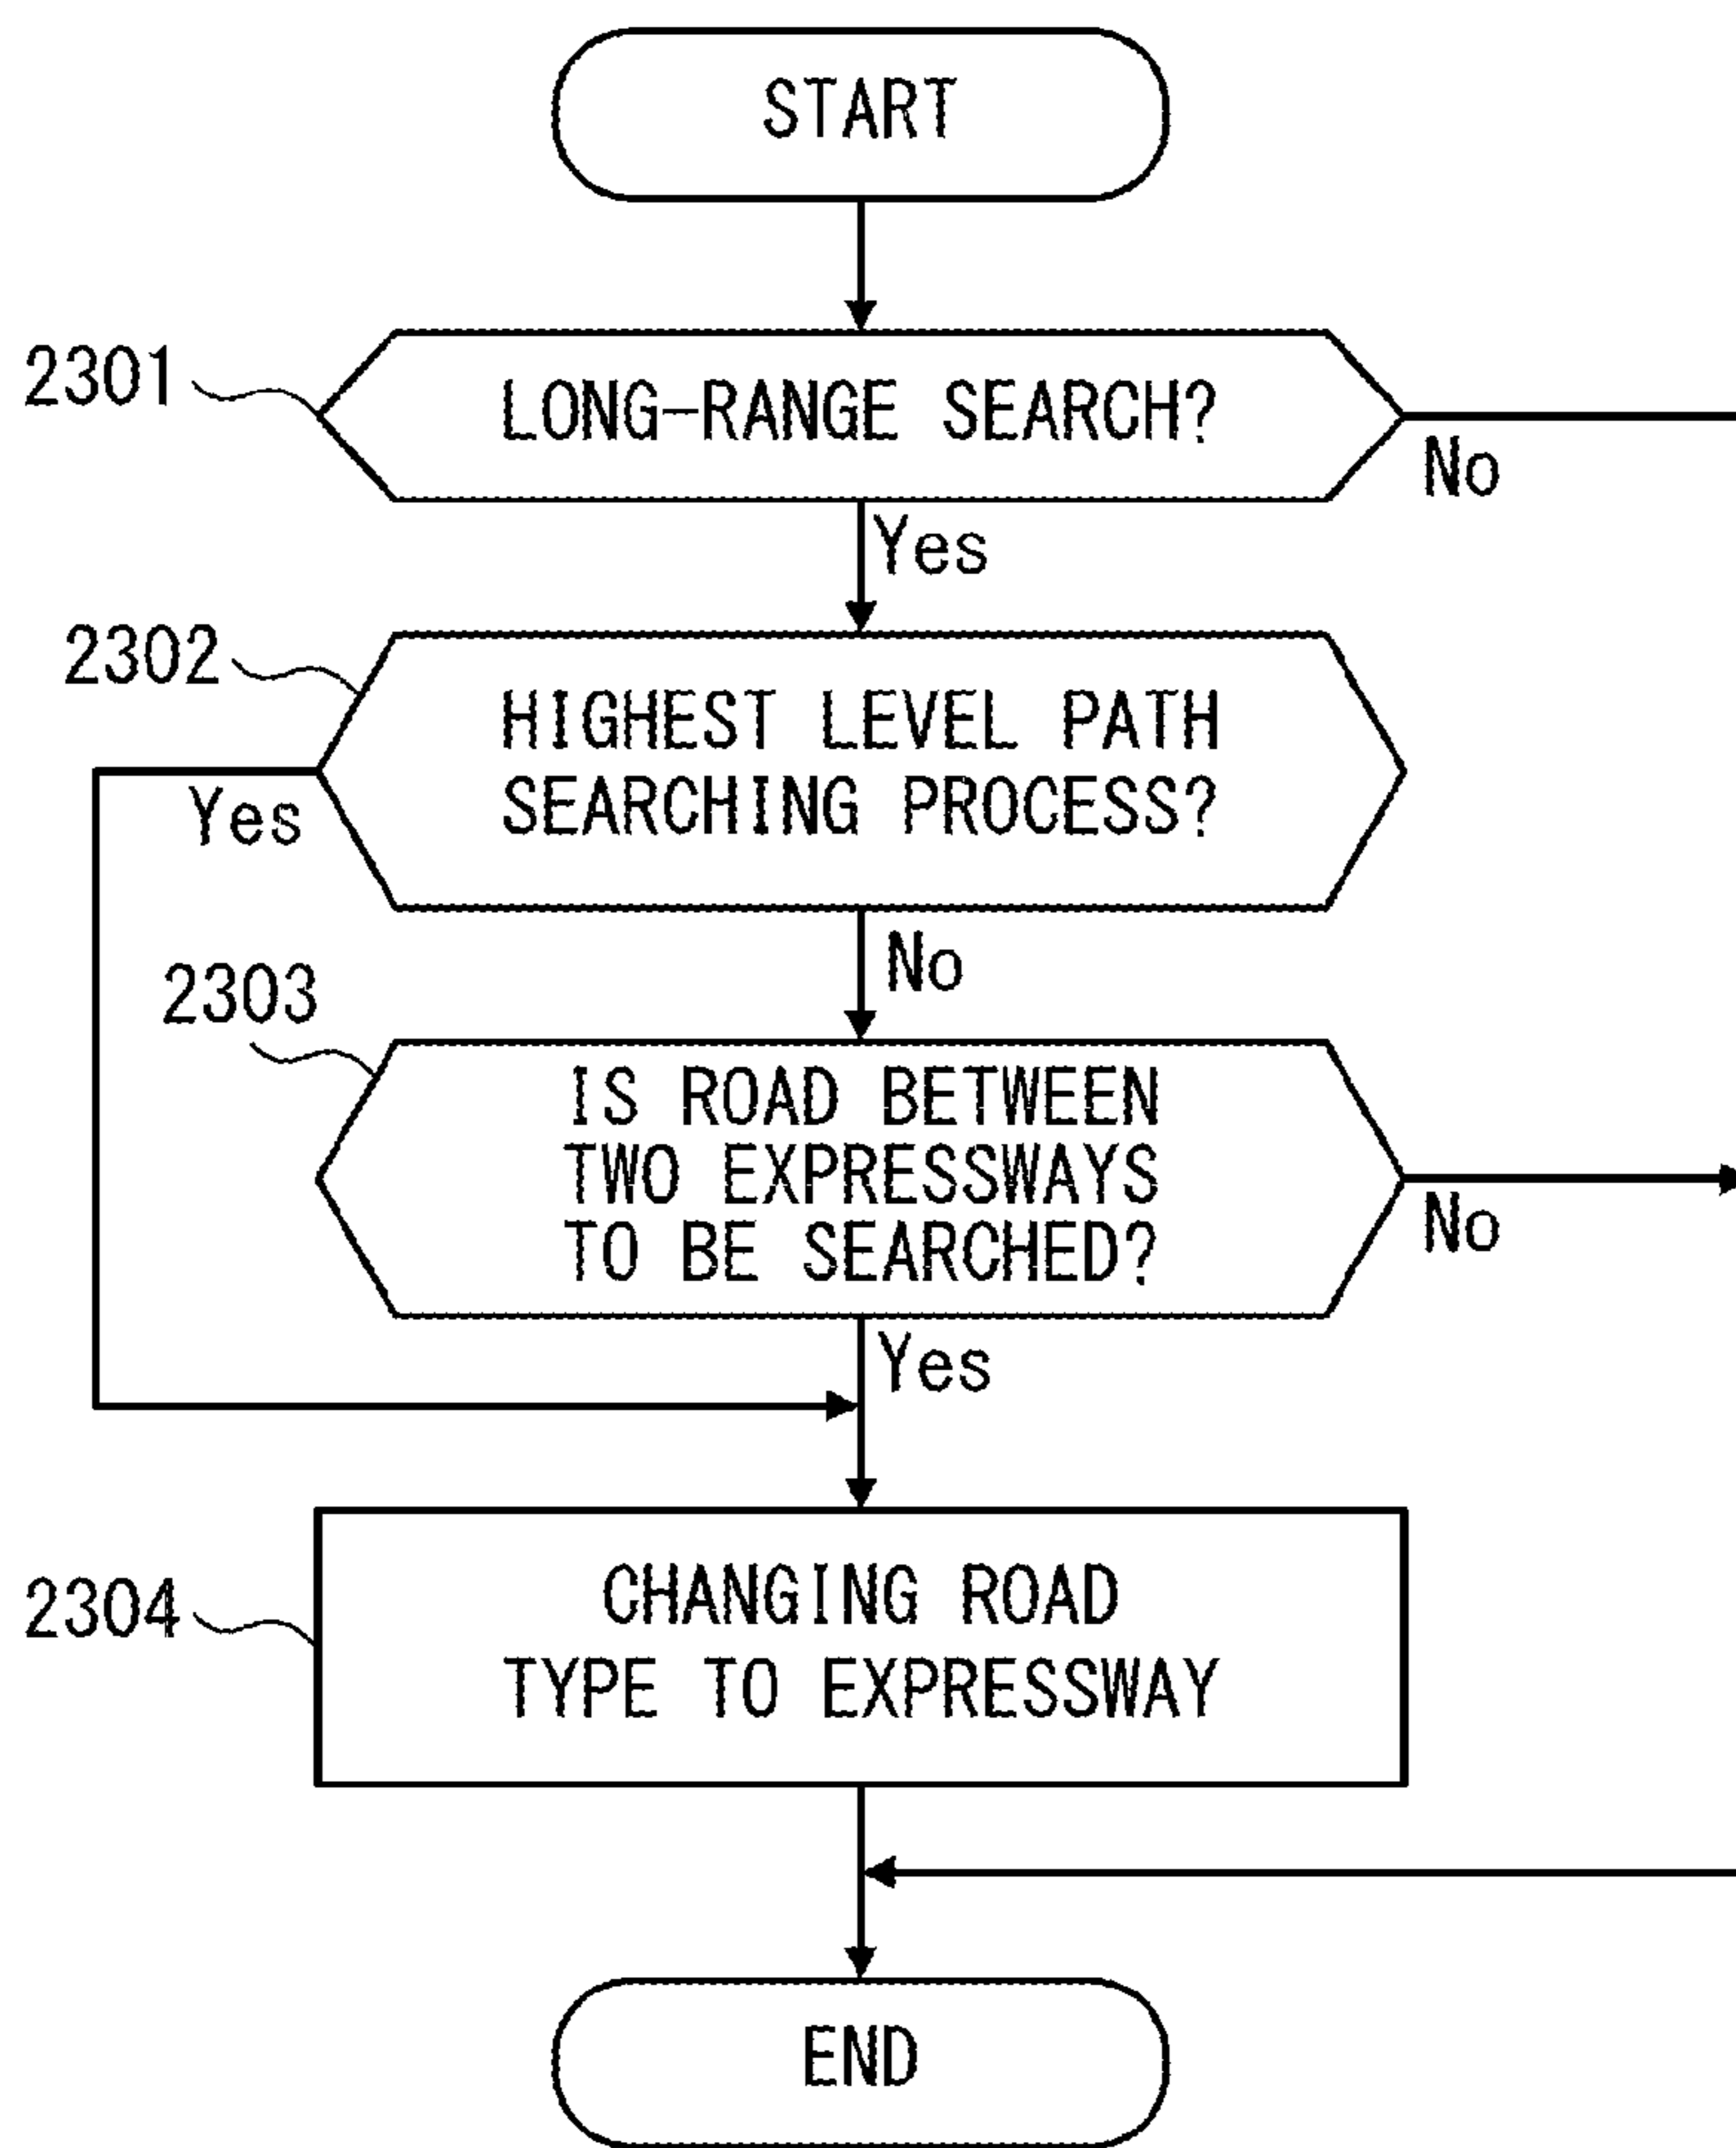 START
2301
LONG-RANGE SEARCH?
No
Yes
2302
HIGHEST LEVEL PATH
SEARCHING PROCESS?
Yes
No
2303
IS ROAD BETWEEN
TWO EXPRESSWAYS
TO BE SEARCHED?
No
Yes
2304
CHANGING ROAD
TYPE TO EXPRESSWAY
END